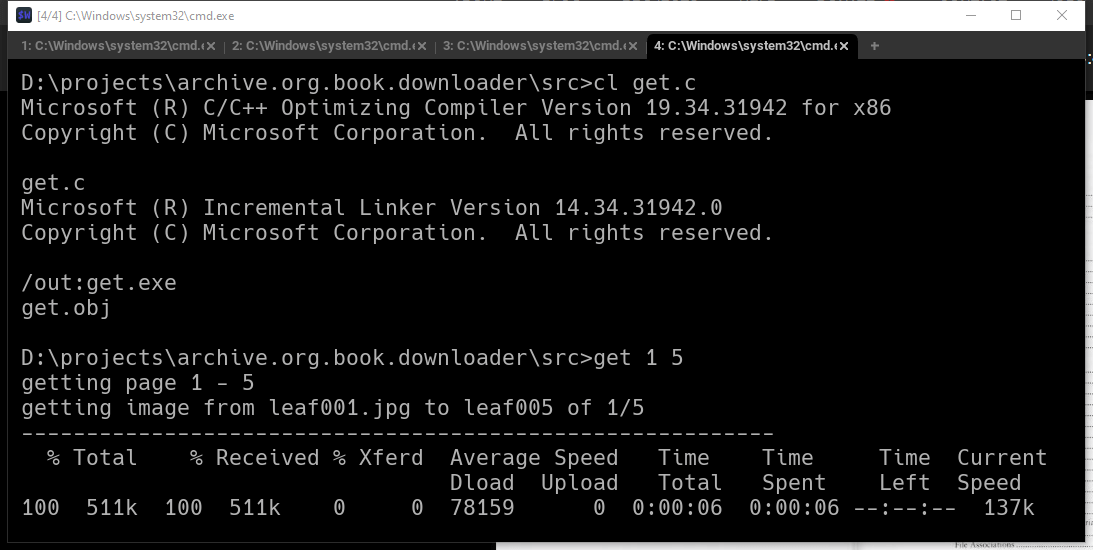 [4/4] C:\Windows\system32\cmd.exe
1: C:\Windows\system32\cmd.e 2: C:\Windows\system32\cmd.e 3: C:\Windows\system32\cmd.e 4: C:\Windows\system32\cmd.e
D:\projects\archive.org.book.downloader\src>cl get.c
Microsoft (R) C/C++ Optimizing Compiler Version 19.34.31942 for x86
Copyright (C) Microsoft Corporation.  All rights reserved.
get.c
Microsoft (R) Incremental Linker Version 14.34.31942.0
Copyright (C) Microsoft Corporation.  All rights reserved.
/out:get.exe
get.obj
D:\projects\archive.org.book.downloader\src>get 1 5
getting page 1 - 5
getting image from leaf001.jpg to leaf005 of 1/5
----------------------------------------------------------
  % Total    % Received % Xferd  Average Speed   Time    Time     Time  Current
                                 Dload  Upload   Total   Spent    Left  Speed
100  511k  100  511k    0     0  78159      0  0:00:06  0:00:06 --:--:--  137k
File Associations